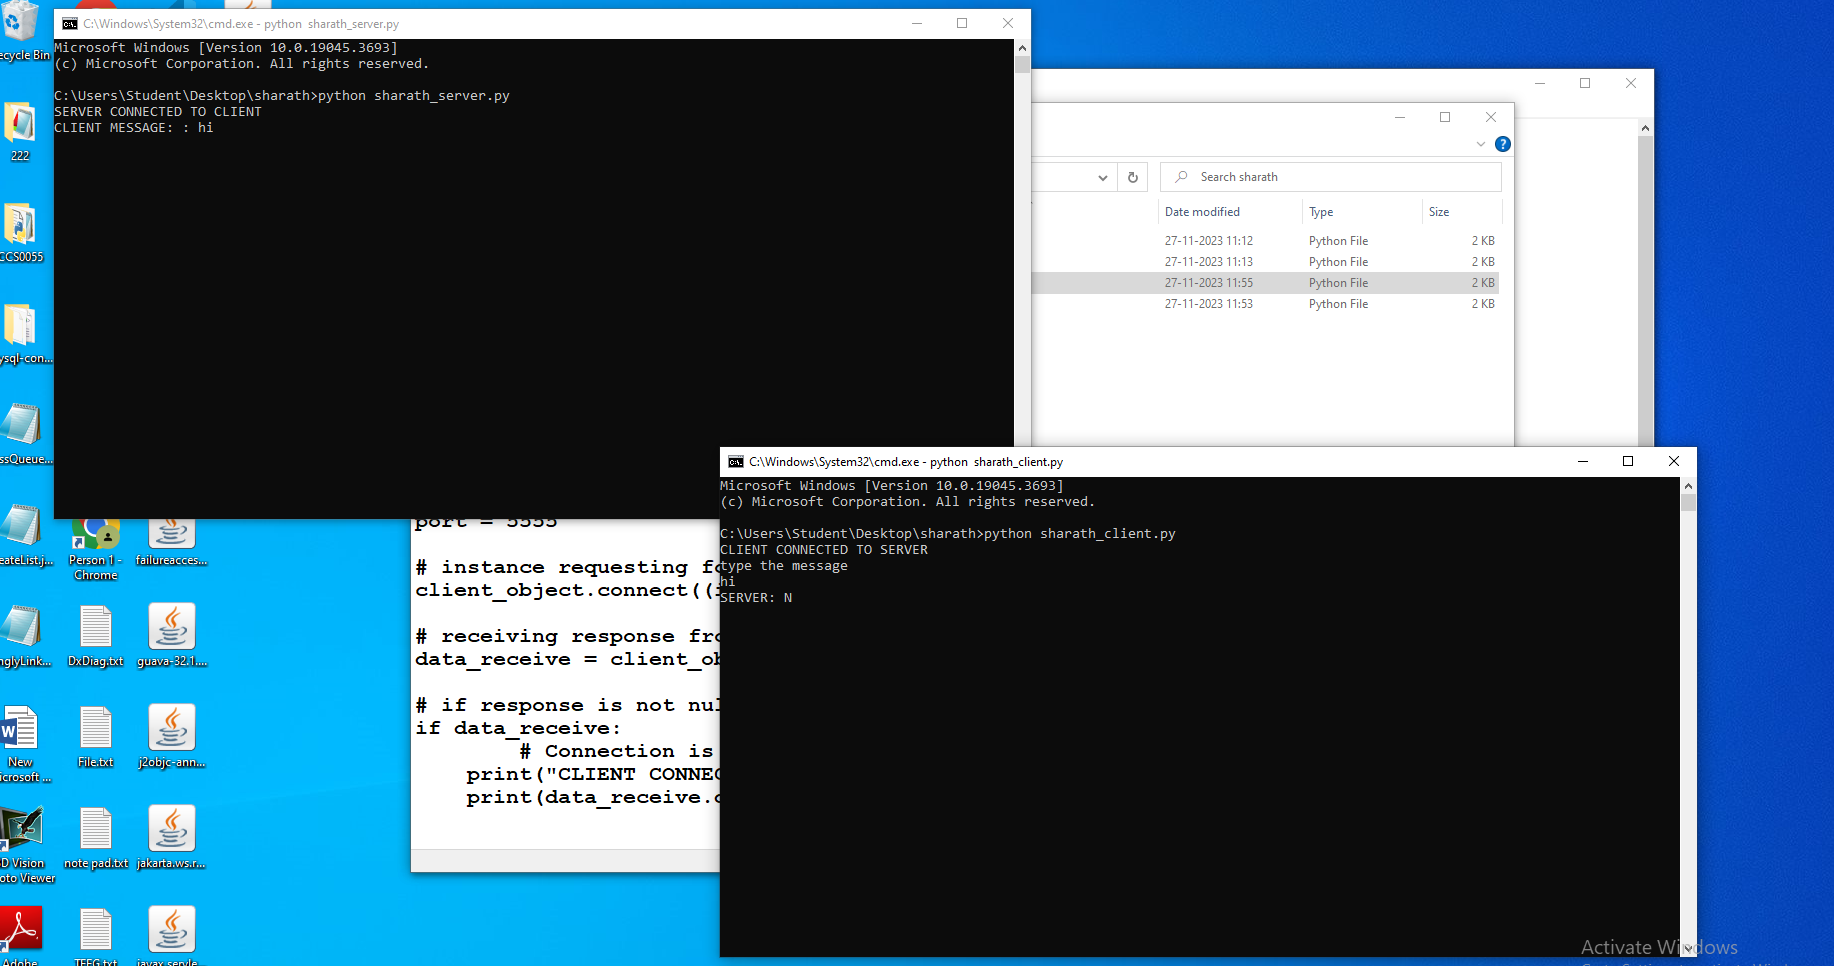 C:\Windows\System32\cmd.exe - python  sharath_server.py
Microsoft Windows [Version 10.0.19045.3693]
(c) Microsoft Corporation. All rights reserved.
C:\Users\Student\Desktop\sharath>python sharath_server.py
SERVER CONNECTED TO CLIENT
CLIENT MESSAGE: : hi
Search sharath
Date modified Type Size
27-11-2023 11:12 Python File 2 KB
27-11-2023 11:13 Python File 2 KB
27-11-2023 11:55 Python File 2 KB
27-11-2023 11:53 Python File 2 KB
C:\Windows\System32\cmd.exe - python  sharath_client.py
Microsoft Windows [Version 10.0.19045.3693]
(c) Microsoft Corporation. All rights reserved.
C:\Users\Student\Desktop\sharath>python sharath_client.py
CLIENT CONNECTED TO SERVER
type the message
hi
SERVER: N
port = 5555
# instance requesting fo
client_object.connect((
# receiving response fro
data_receive = client_ob
# if response is not nul
if data_receive:
# Connection is
print("CLIENT CONNEC
print(data_receive.
ecycle Bin
222
CCS0055
ysql-con...
ssQueue...
eateList.j...
Person 1 -
Chrome
failureacces...
nglyLink...
DxDiag.txt
guava-32.1....
New
icrosoft ...
File.txt
j2objc-ann...
D Vision
oto Viewer
note pad.txt
jakarta.ws.r...
Adobe
TEFG.txt
javax.servle...
Activate Windows